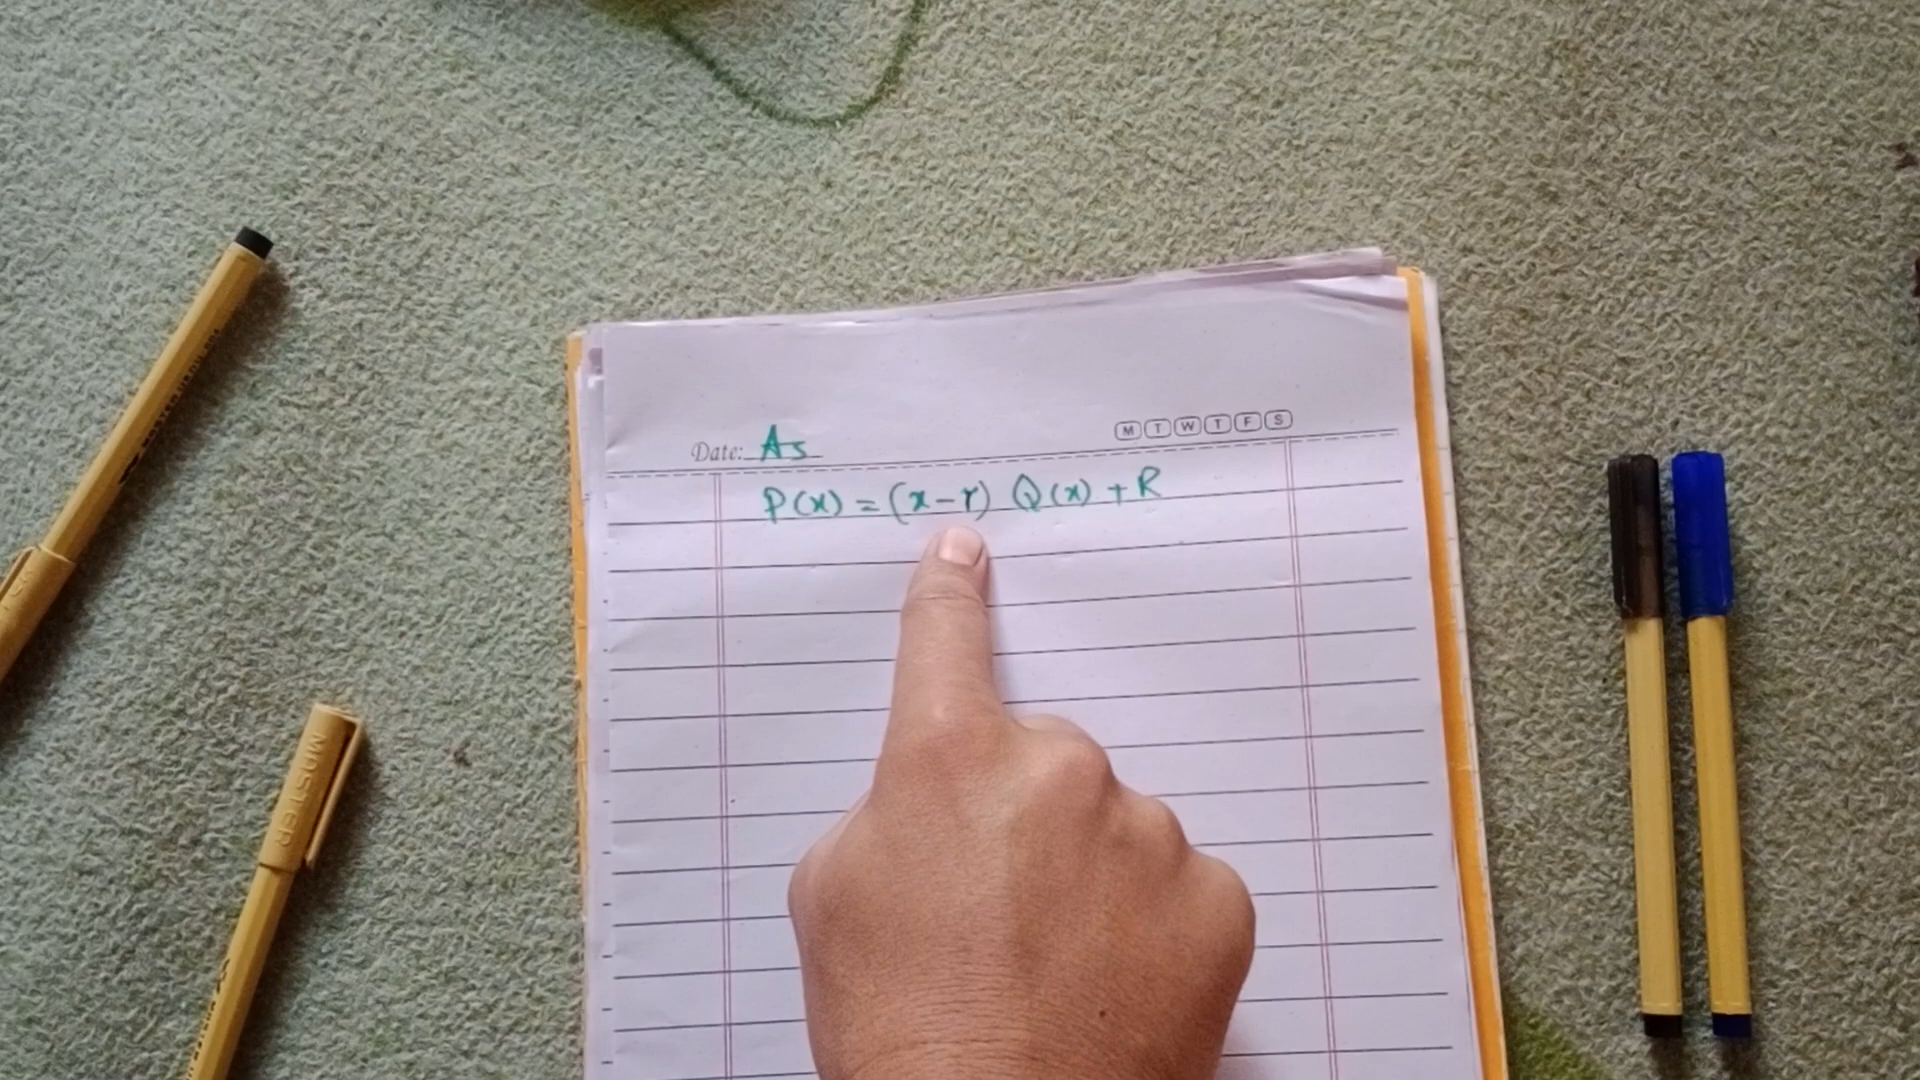 Date: As
M T W T F S
P(x) = (x-r) Q(x) + R
MASTER